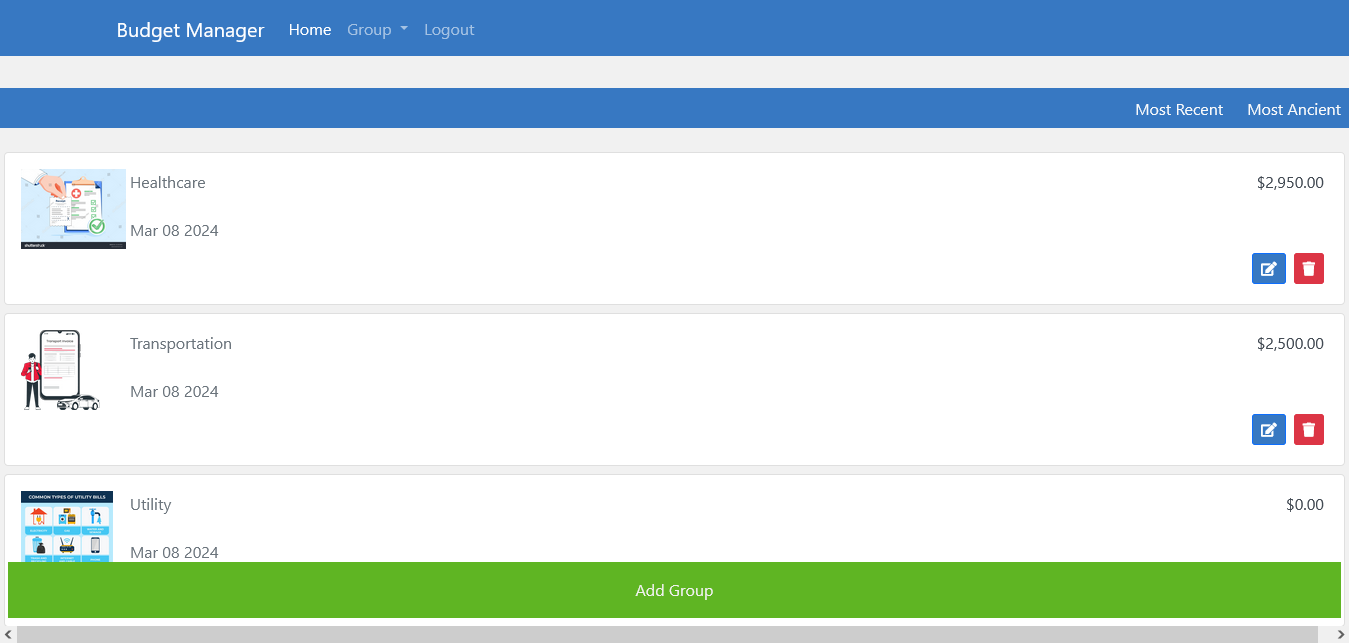 Budget Manager Home Group Logout
Most Recent Most Ancient
Healthcare $2,950.00
Mar 08 2024
Transportation $2,500.00
Mar 08 2024
COMMON TYPES OF UTILITY BILLS
Utility $0.00
Mar 08 2024
Add Group